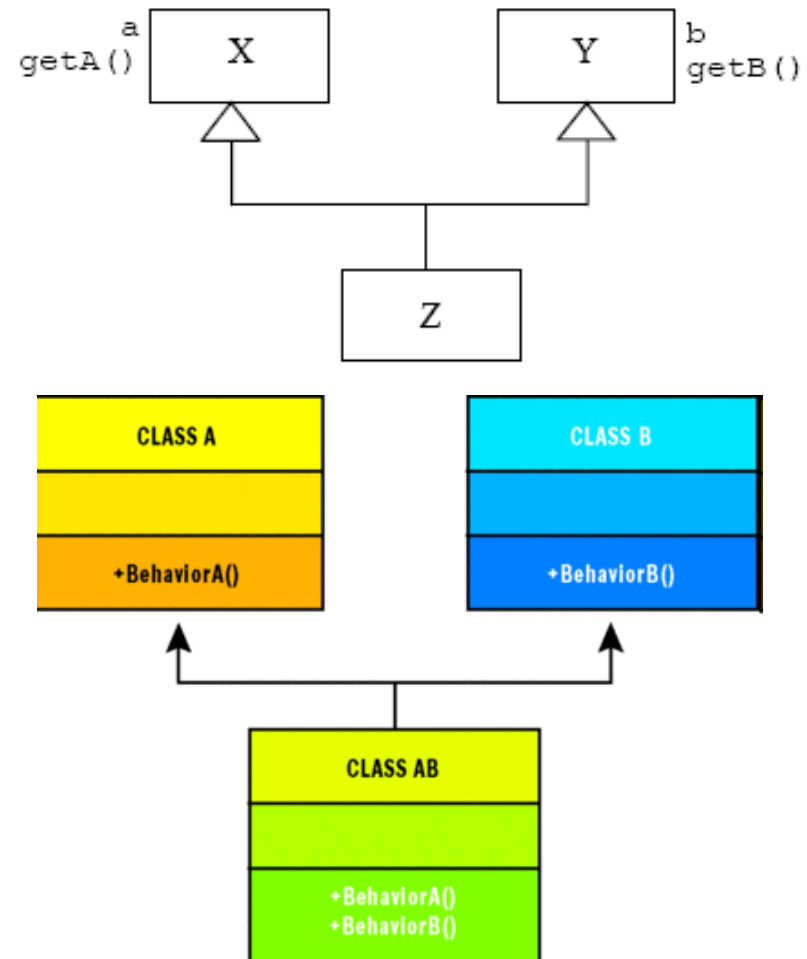 a
getA()
X
Y
b
getB()
Z
CLASS A
+BehaviorA()
CLASS B
+BehaviorB()
CLASS AB
+BehaviorA()
+BehaviorB()